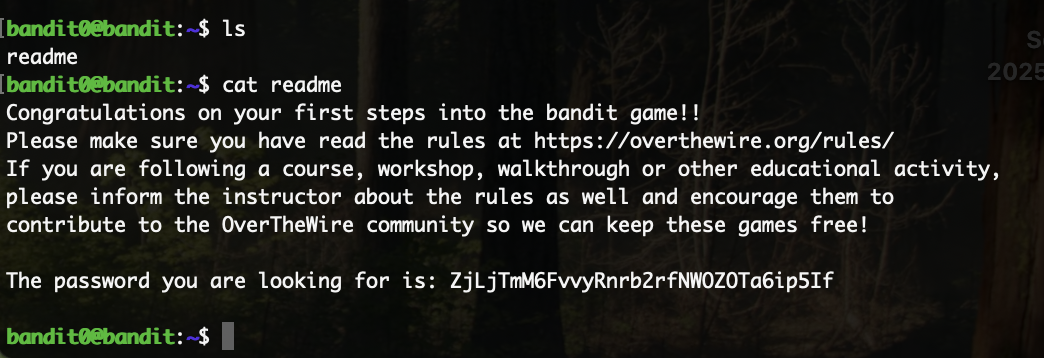 bandit0@bandit:~$ ls
readme
bandit0@bandit:~$ cat readme
Congratulations on your first steps into the bandit game!!
Please make sure you have read the rules at https://overthewire.org/rules/
If you are following a course, workshop, walkthrough or other educational activity,
please inform the instructor about the rules as well and encourage them to
contribute to the OverTheWire community so we can keep these games free!
The password you are looking for is: ZjLjTmM6FvvyRnrb2rfNWOZOTa6ip5If
bandit0@bandit:~$
2025